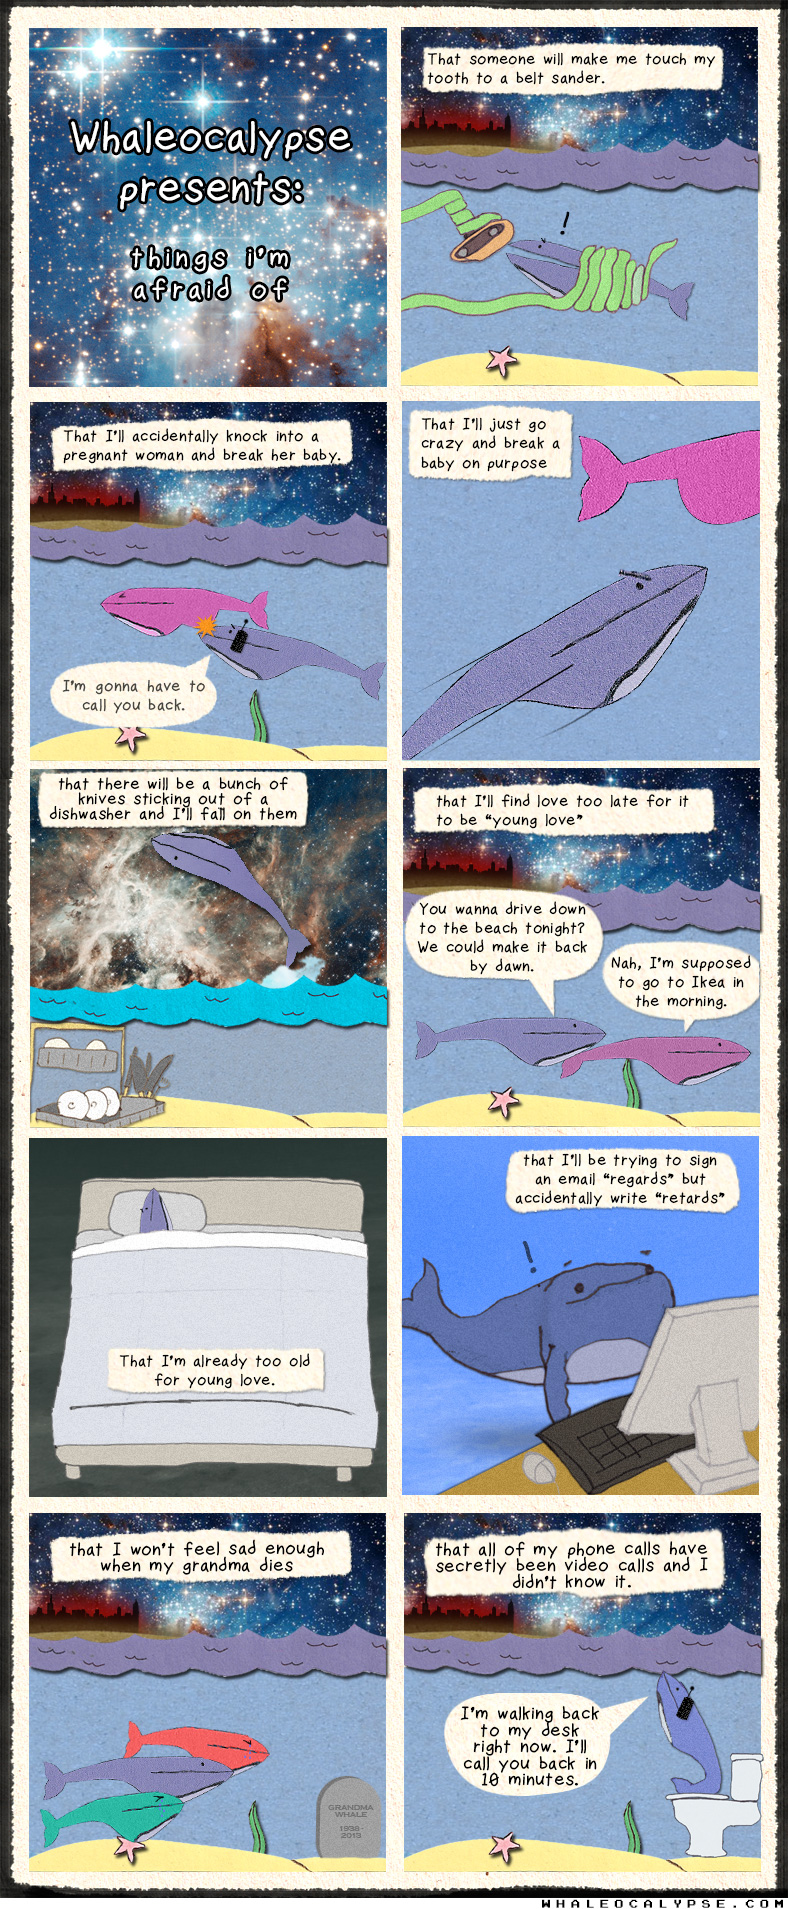 Whaleocalypse
presents:
things i'm
afraid of
That someone will make me touch my
tooth to a belt sander.
!
That I'll accidentally knock into a
pregnant woman and break her baby.
I'm gonna have to
call you back.
That I'll just go
crazy and break a
baby on purpose
that there will be a bunch of
knives sticking out of a
dishwasher and I'll fall on them
that I'll find love too late for it
to be "young love"
You wanna drive down
to the beach tonight?
We could make it back
by dawn.
Nah, I'm supposed
to go to Ikea in
the morning.
That I'm already too old
for young love.
that I'll be trying to sign
an email "regards" but
accidentally write "retards"
!
that I won't feel sad enough
when my grandma dies
GRANDMA
WHALE
1938-
2013
that all of my phone calls have
secretly been video calls and I
didn't know it.
I'm walking back
to my desk
right now. I'll
call you back in
10 minutes.
WHALEOCALYPSE.COM